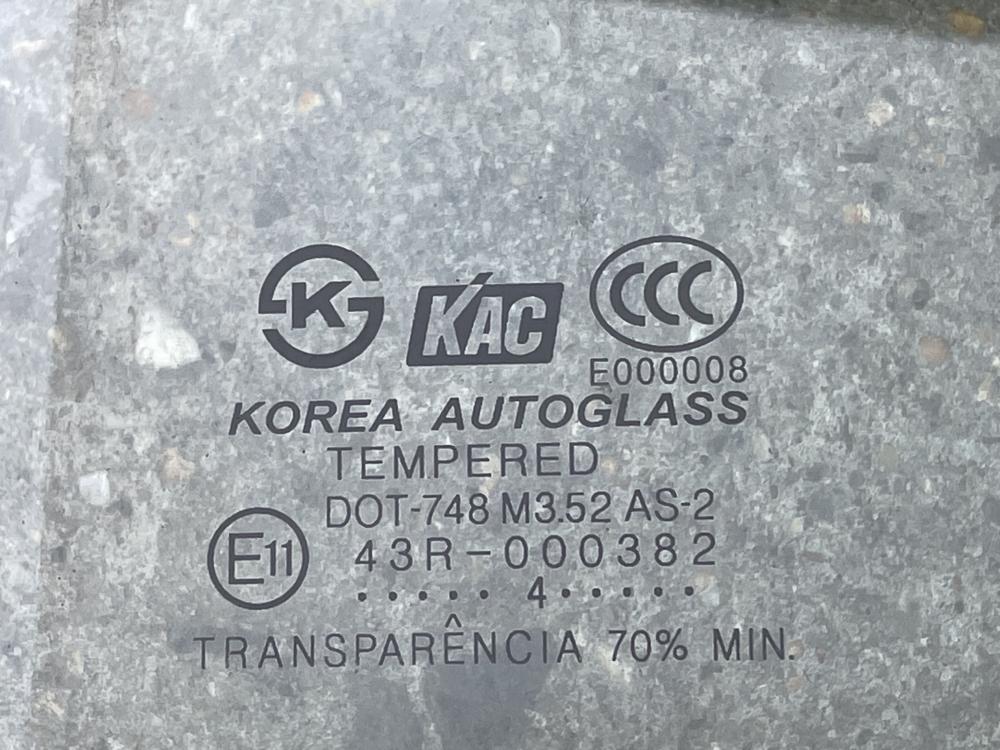 K KAC CCC
E000008
KOREA AUTOGLASS
TEMPERED
DOT-748 M3.52 AS-2
E11 43R-000382
..... 4......
TRANSPARÊNCIA 70% MIN.